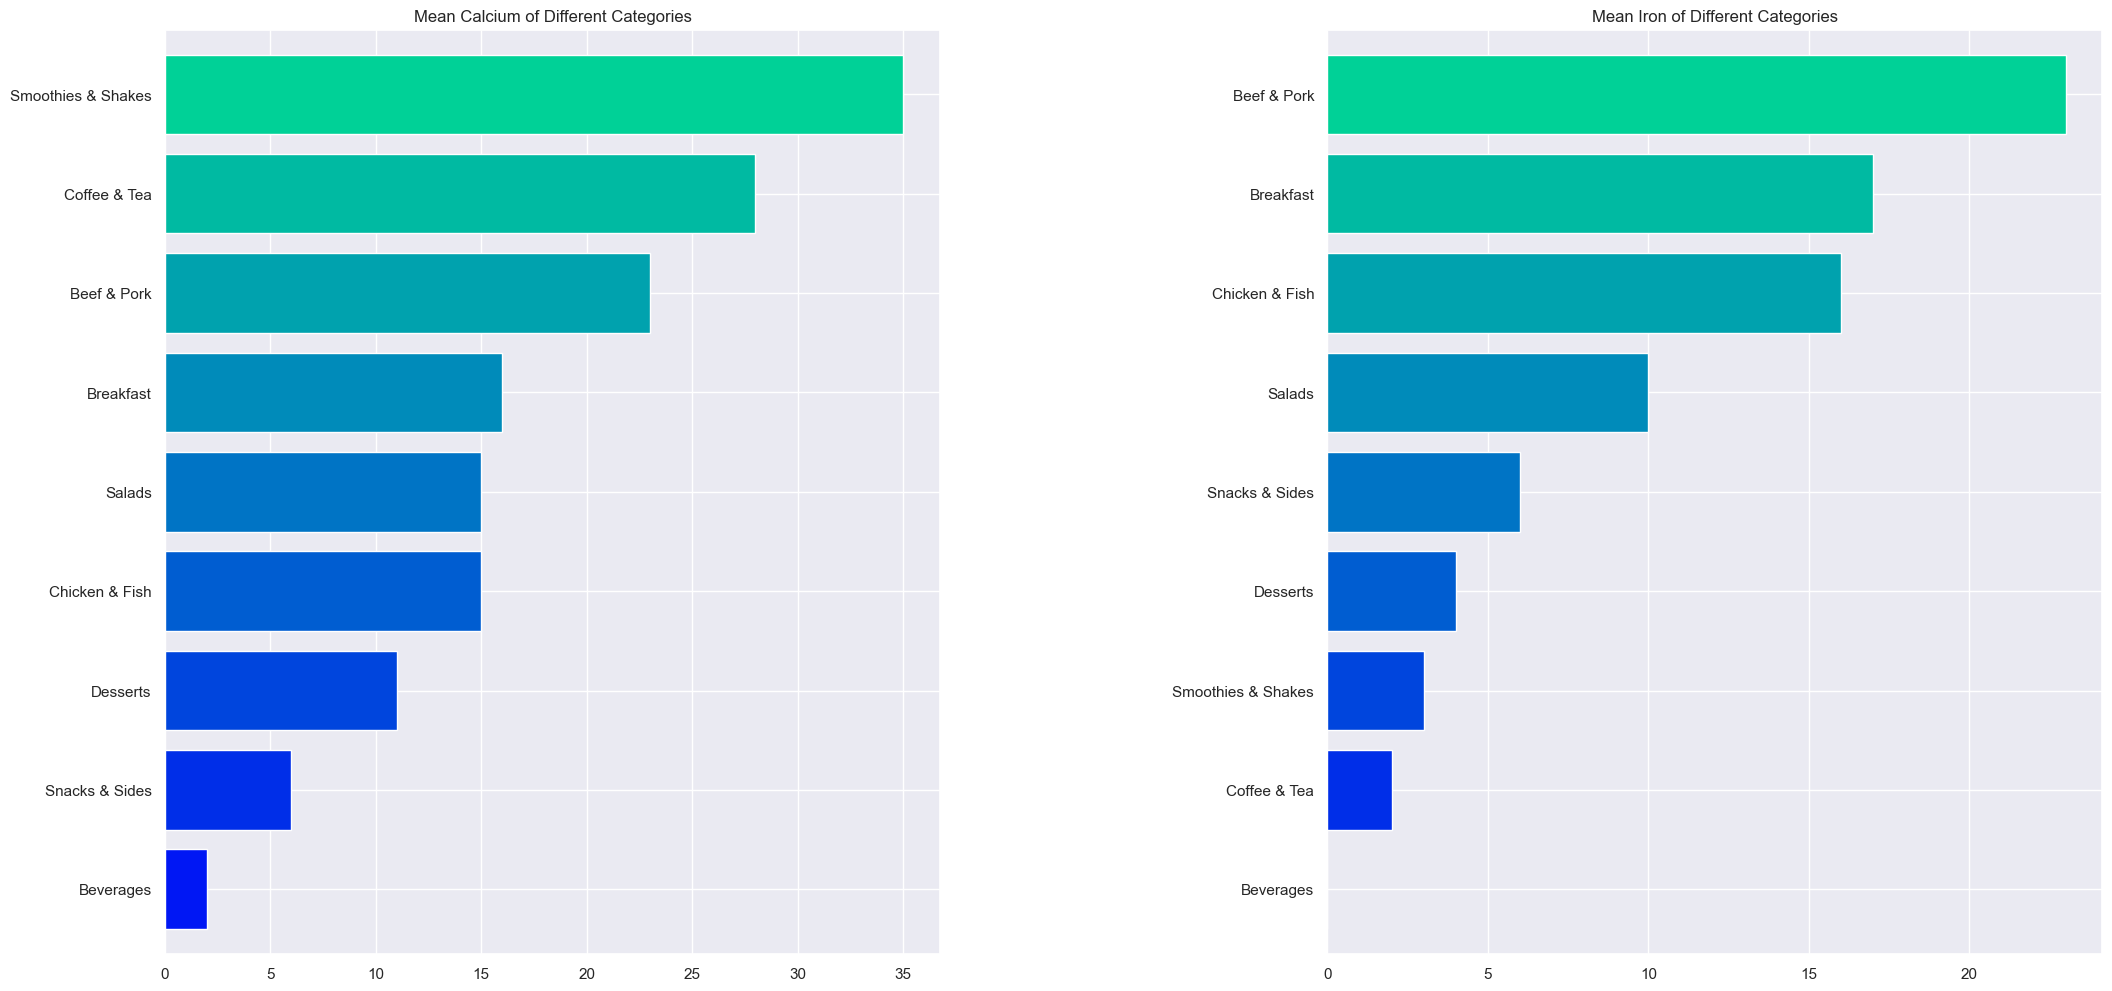 Mean Calcium of Different Categories
Smoothies & Shakes
Coffee & Tea
Beef & Pork
Breakfast
Salads
Chicken & Fish
Desserts
Snacks & Sides
Beverages
0 5 10 15 20 25 30 35
Mean Iron of Different Categories
Beef & Pork
Breakfast
Chicken & Fish
Salads
Snacks & Sides
Desserts
Smoothies & Shakes
Coffee & Tea
Beverages
0 5 10 15 20